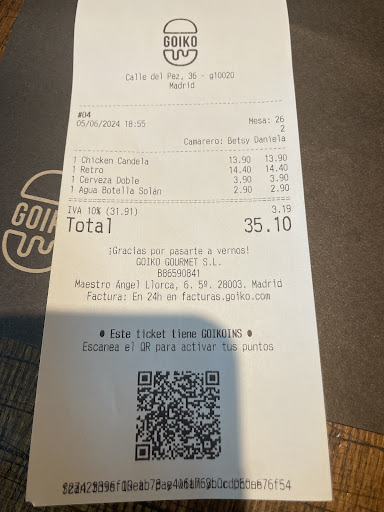 GOIKO
Calle del Pez, 36 - g10020
Madrid
#04
05/06/2024 18:55 Mesa: 26
2
Camarero: Betsy Daniela
1 Chicken Candela 13.90 13.90
1 Retro 14.40 14.40
1 Cerveza Doble 3.90 3.90
1 Agua Botella Solán 2.90 2.90
IVA 10% (31.91) 3.19
Total 35.10
¡Gracias por pasarte a vernos!
GOIKO GOURMET S.L.
B86590841
Maestro Ángel Llorca, 6. 5º. 28003. Madrid
Factura: En 24h en facturas.goiko.com
● Este ticket tiene GOIKOINS ●
Escanea el QR para activar tus puntos
GOIK